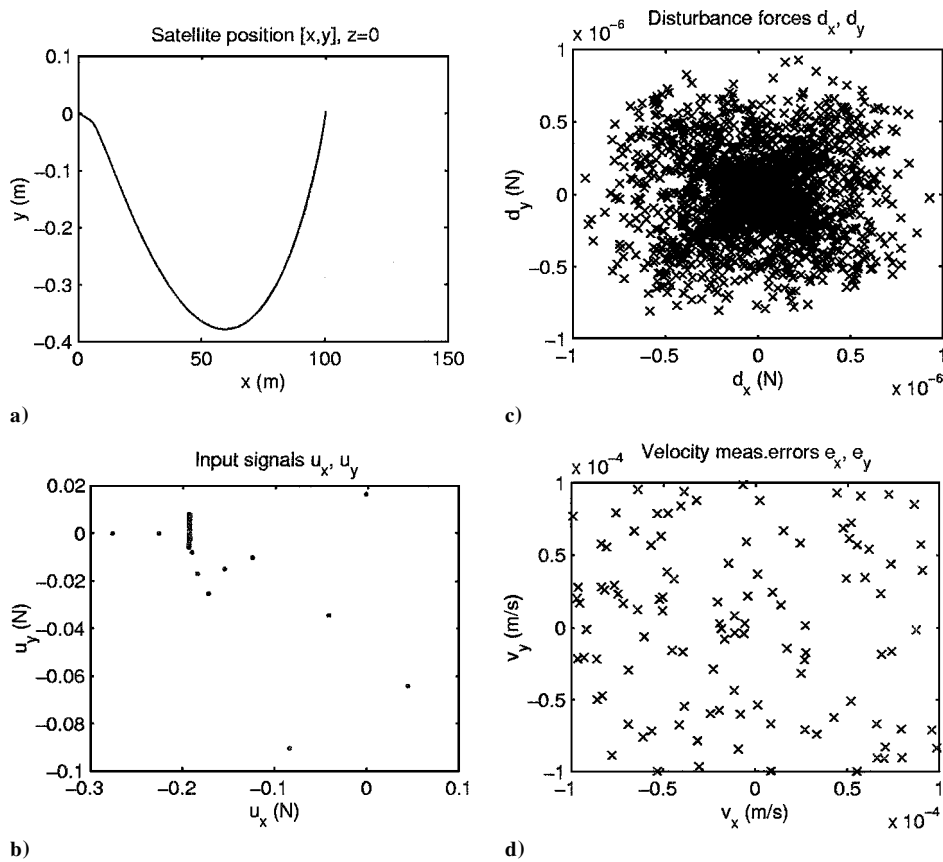 Satellite position [x,y], z=0
0.1
0
−0.1
−0.2
−0.3
−0.4
y (m)
0
50
100
150
x (m)
a)
Disturbance forces d_x, d_y
x 10^−6
1
0.5
0
−0.5
−1
d_y (N)
−1
−0.5
0
0.5
1
d_x (N)
x 10^−6
c)
Input signals u_x, u_y
0.02
0
−0.02
−0.04
−0.06
−0.08
−0.1
u_y (N)
−0.3
−0.2
−0.1
0
0.1
u_x (N)
b)
Velocity meas.errors e_x, e_y
x 10^−4
1
0.5
0
−0.5
−1
v_y (m/s)
−1
−0.5
0
0.5
1
v_x (m/s)
x 10^−4
d)